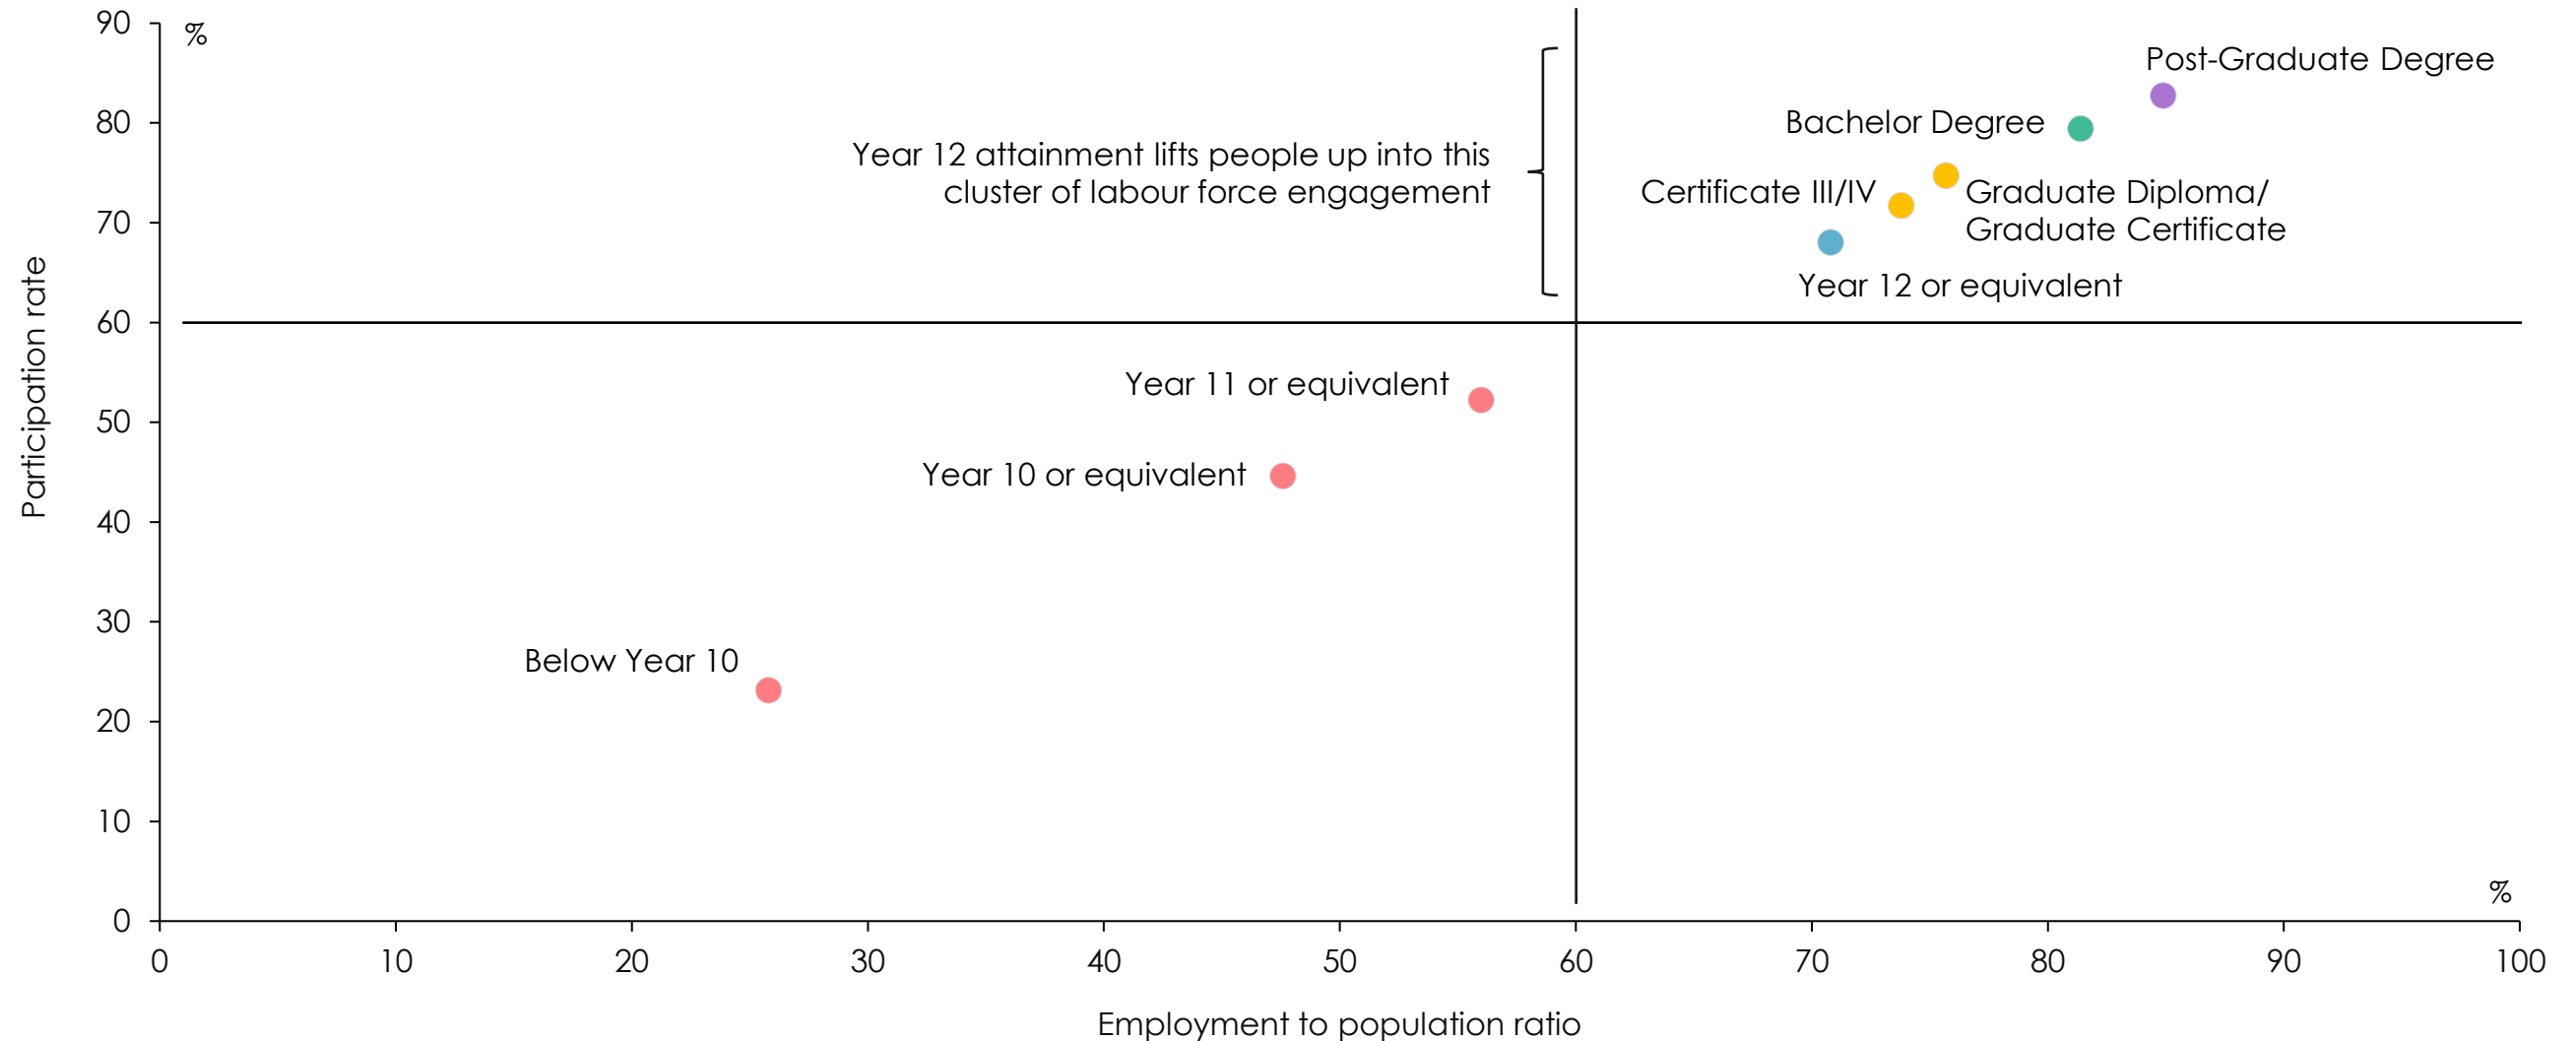 90
%
Post-Graduate Degree
80
Bachelor Degree
Year 12 attainment lifts people up into this
cluster of labour force engagement
Certificate III/IV
Graduate Diploma/
Graduate Certificate
70
Year 12 or equivalent
60
Participation rate
Year 11 or equivalent
50
Year 10 or equivalent
40
30
Below Year 10
20
10
%
0
0 10 20 30 40 50 60 70 80 90 100
Employment to population ratio